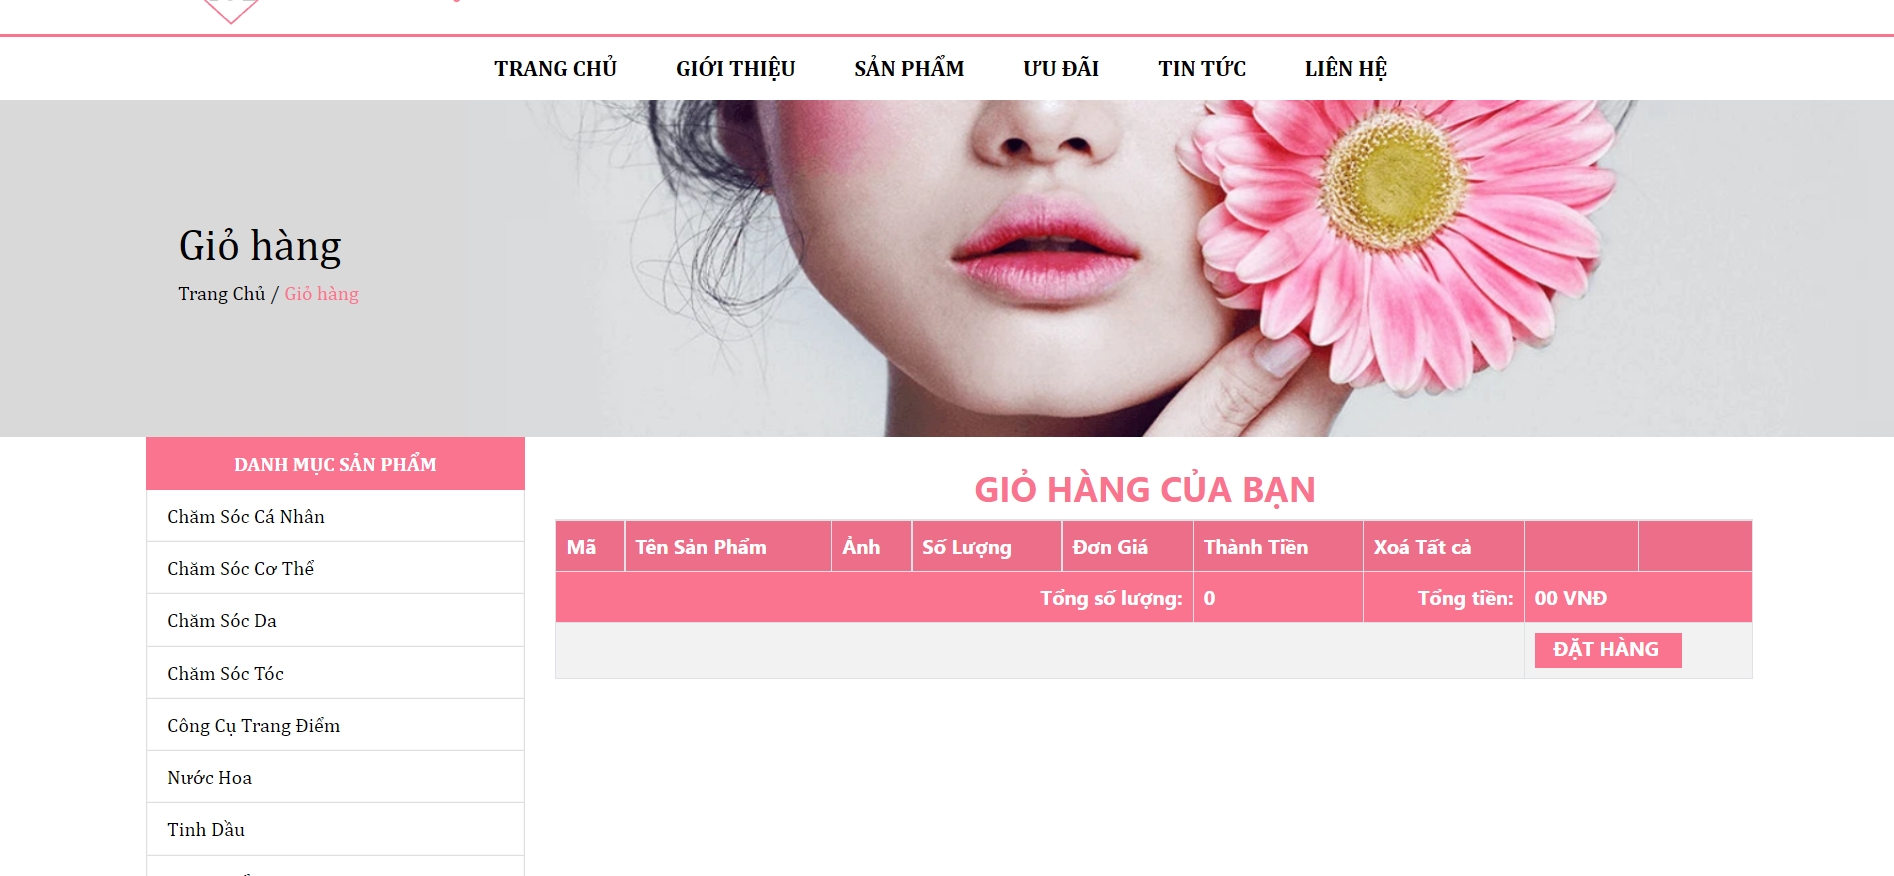 TRANG CHỦ GIỚI THIỆU SẢN PHẨM ƯU ĐÃI TIN TỨC LIÊN HỆ
Giỏ hàng
Trang Chủ / Giỏ hàng
DANH MỤC SẢN PHẨM
Chăm Sóc Cá Nhân
Chăm Sóc Cơ Thể
Chăm Sóc Da
Chăm Sóc Tóc
Công Cụ Trang Điểm
Nước Hoa
Tinh Dầu
GIỎ HÀNG CỦA BẠN
Mã Tên Sản Phẩm Ảnh Số Lượng Đơn Giá Thành Tiền Xoá Tất cả
Tổng số lượng: 0 Tổng tiền: 00 VNĐ
ĐẶT HÀNG